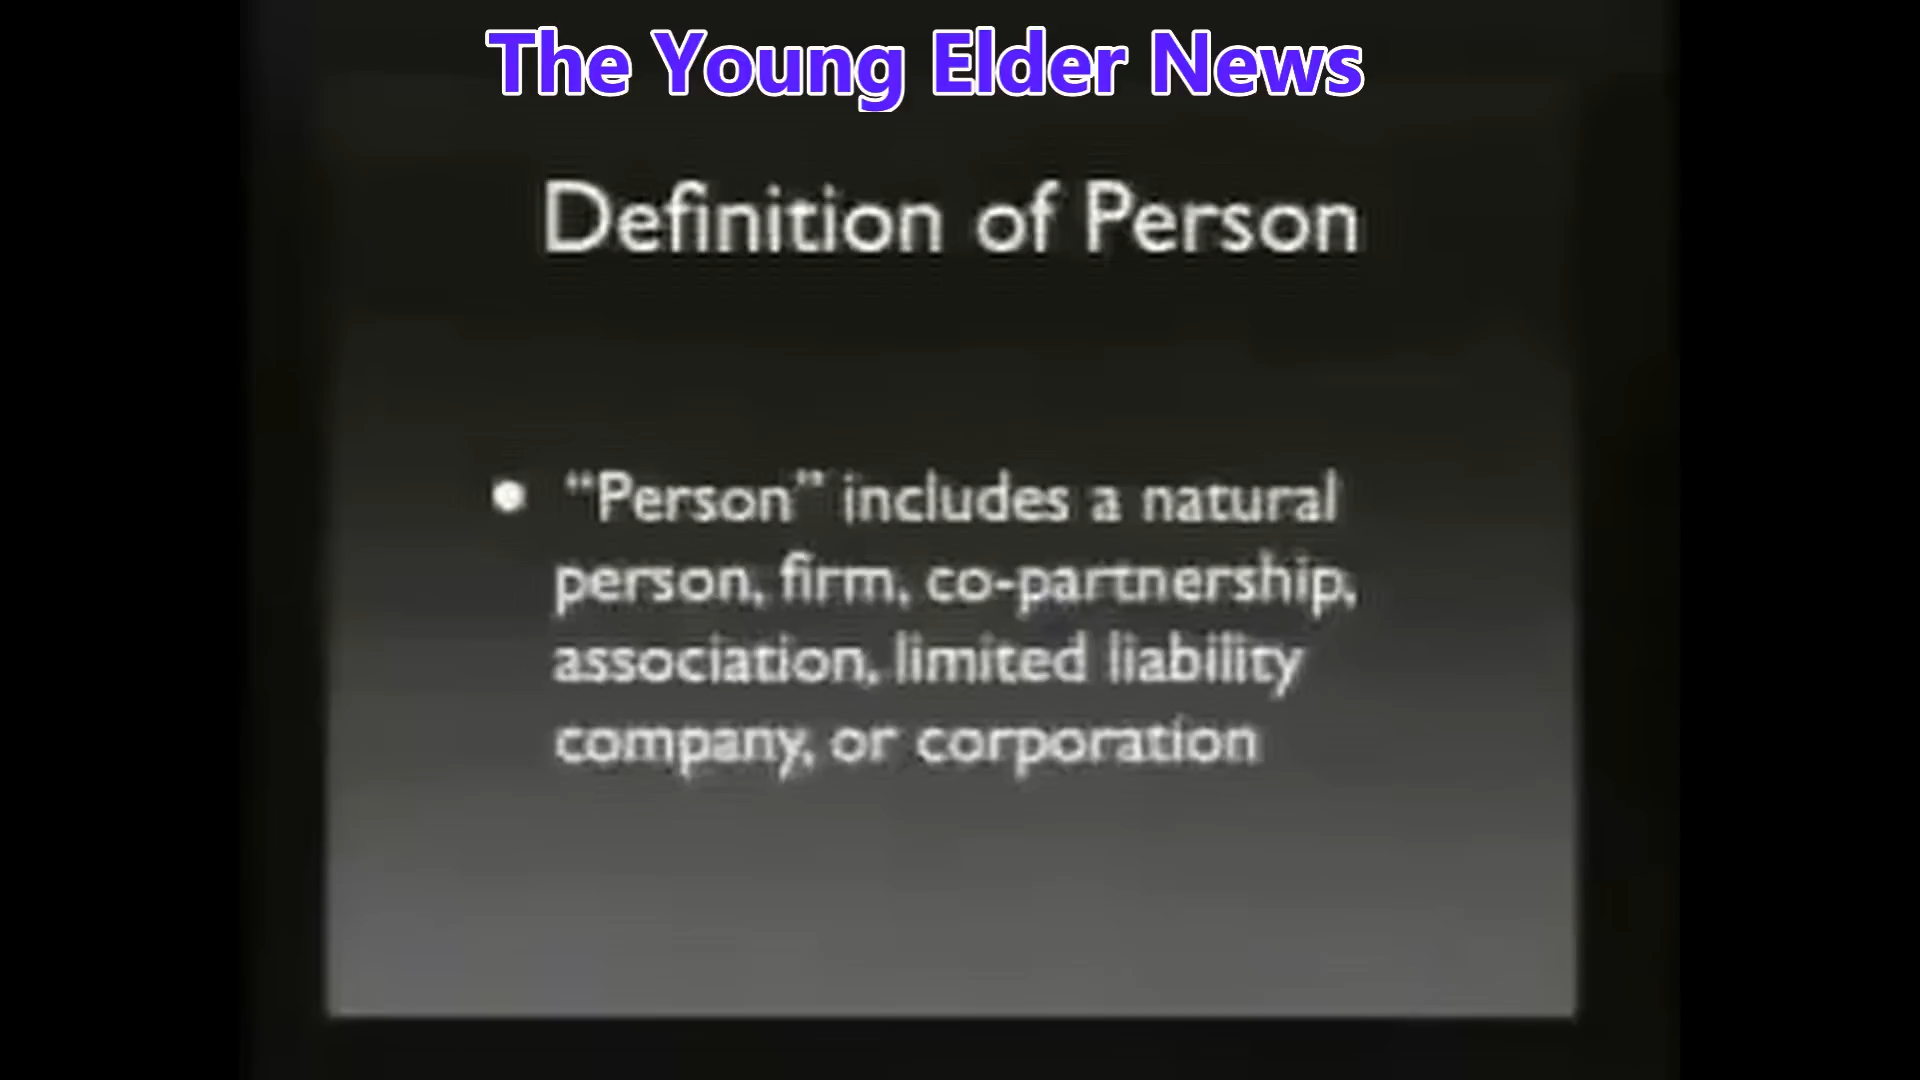 The Young Elder News
Definition of Person
• “Person” includes a natural
person, firm, co-partnership,
association, limited liability
company, or corporation